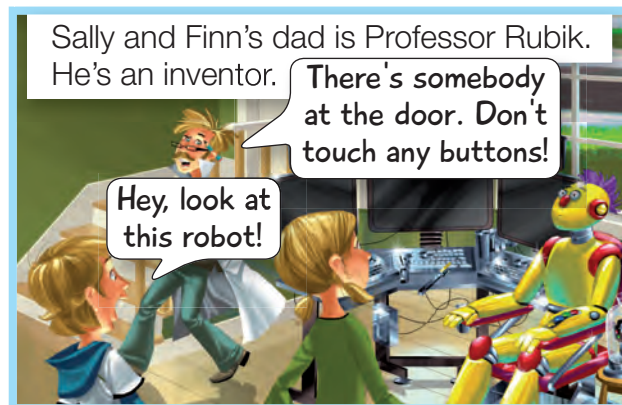 Sally and Finn's dad is Professor Rubik.
He's an inventor.
There's somebody
at the door. Don't
touch any buttons!
Hey, look at
this robot!